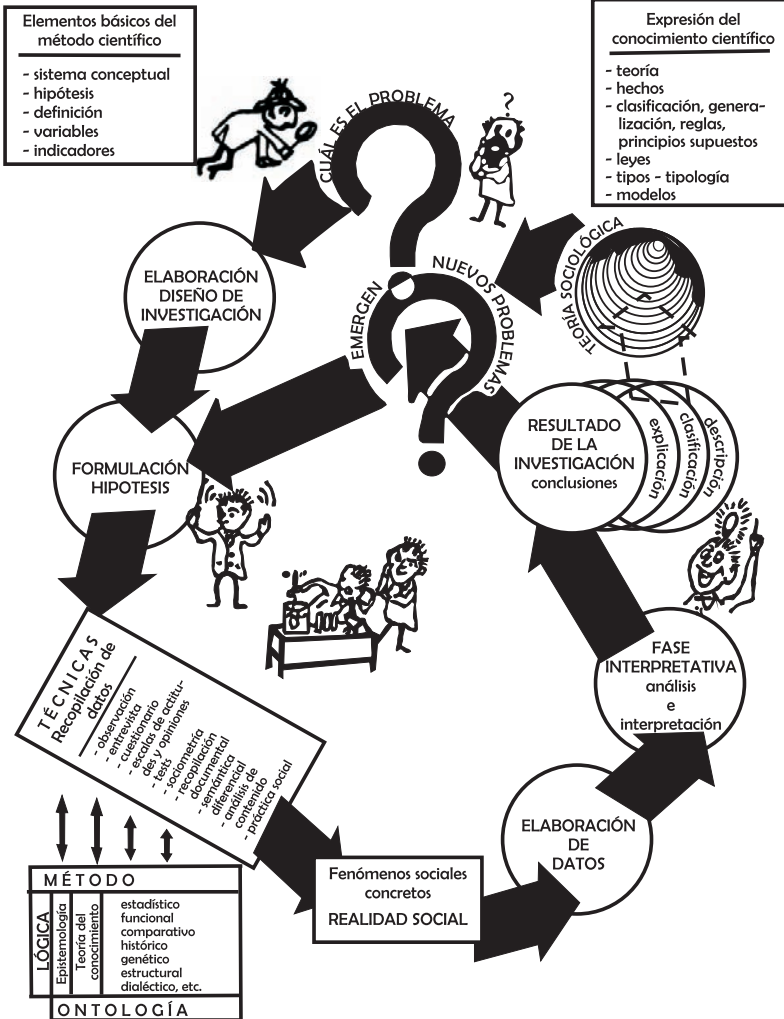 Elementos básicos del
método científico
- sistema conceptual
- hipótesis
- definición
- variables
- indicadores
Expresión del
conocimiento científico
- teoría
- hechos
- clasificación, genera-
lización, reglas,
principios supuestos
- leyes
- tipos - tipología
- modelos
CUÁL ES EL PROBLEMA
?
ELABORACIÓN
DISEÑO DE
INVESTIGACIÓN
EMERGEN
NUEVOS PROBLEMAS
TEORÍA SOCIOLÓGICA
FORMULACIÓN
HIPOTESIS
RESULTADO
DE LA
INVESTIGACIÓN
conclusiones
explicación
clasificación
descripción
TÉCNICAS
Recopilación de
datos
- observación
- entrevista
- cuestionario
- escalas de actitu-
des y opiniones
- tests
- sociometría
- recopilación
documental
- semántica
diferencial
- análisis de
contenido
- práctica social
FASE
INTERPRETATIVA
análisis
e
interpretación
ELABORACIÓN
DE
DATOS
Fenómenos sociales
concretos
REALIDAD SOCIAL
MÉTODO
LÓGICA
Epistemología
Teoría del
conocimiento
estadístico
funcional
comparativo
histórico
genético
estructural
dialéctico, etc.
ONTOLOGÍA